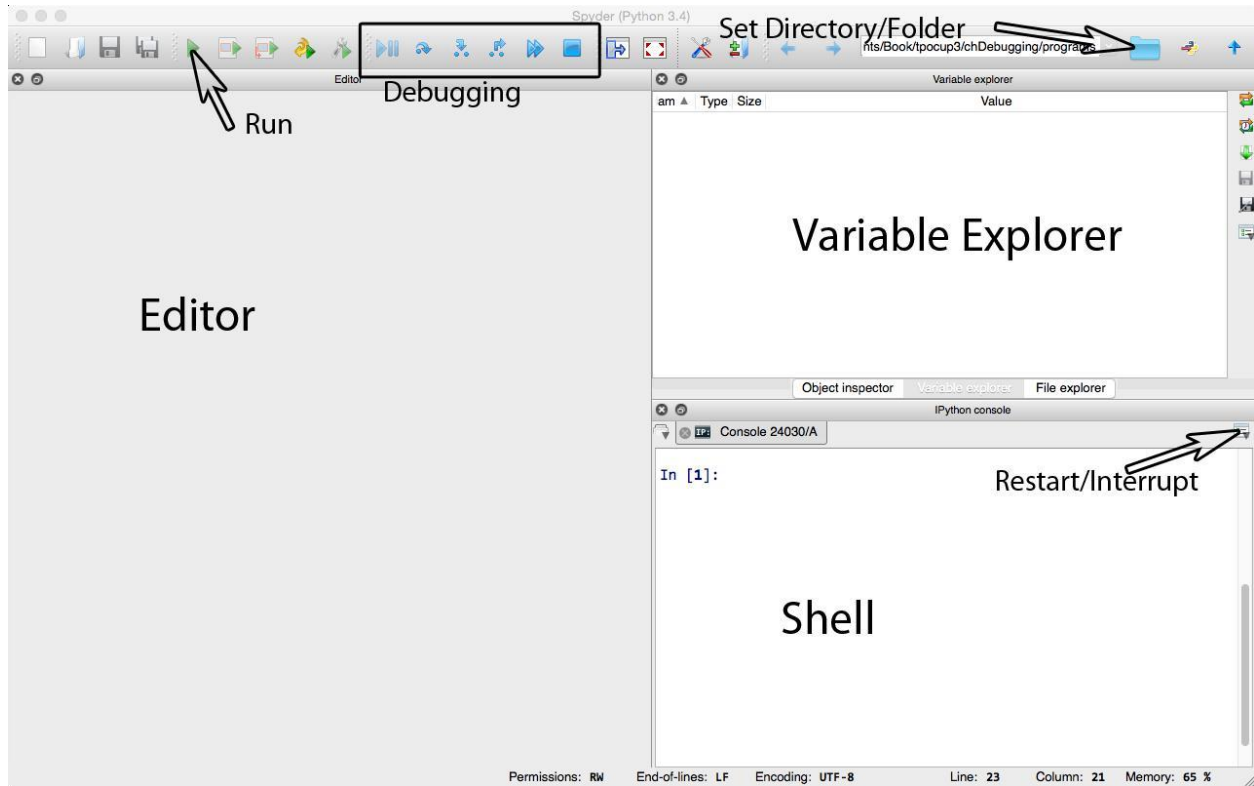 Spyder (Python 3.4)
Set Directory/Folder
nts/Book/tpocup3/chDebugging/programs
Editor
Debugging
Run
Variable explorer
am Type Size Value
Variable Explorer
Editor
Object inspector Variable explorer File explorer
IPython console
IP: Console 24030/A
In [1]:
Restart/Interrupt
Shell
Permissions: RW End-of-lines: LF Encoding: UTF-8 Line: 23 Column: 21 Memory: 65 %